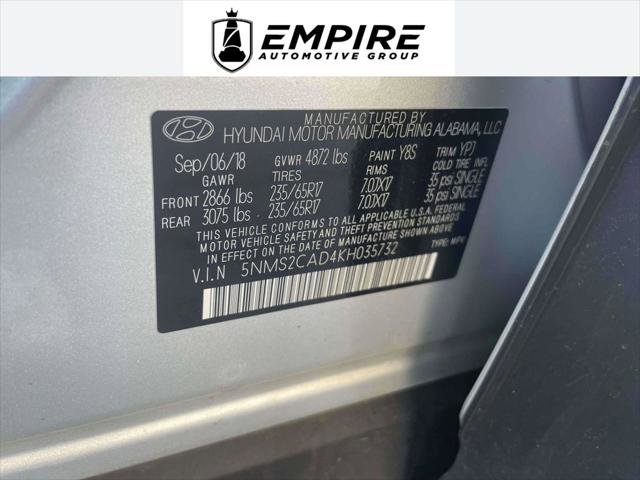 EMPIRE
AUTOMOTIVE GROUP
MANUFACTURED BY
HYUNDAI MOTOR MANUFACTURING ALABAMA, LLC
Sep/06/18 GVWR 4872 lbs PAINT Y8S TRIM YPJ
GAWR TIRES RIMS COLD TIRE INFL
FRONT 2866 lbs 235/65R17 7.0JX17 35 psi SINGLE
REAR 3075 lbs 235/65R17 7.0JX17 35 psi SINGLE
THIS VEHICLE CONFORMS TO ALL APPLICABLE U.S.A. FEDERAL
MOTOR VEHICLE SAFETY AND THEFT PREVENTION STANDARDS
IN EFFECT ON THE DATE OF MANUFACTURE SHOWN ABOVE.
V.I.N 5NMS2CAD4KH035732 TYPE: MPV